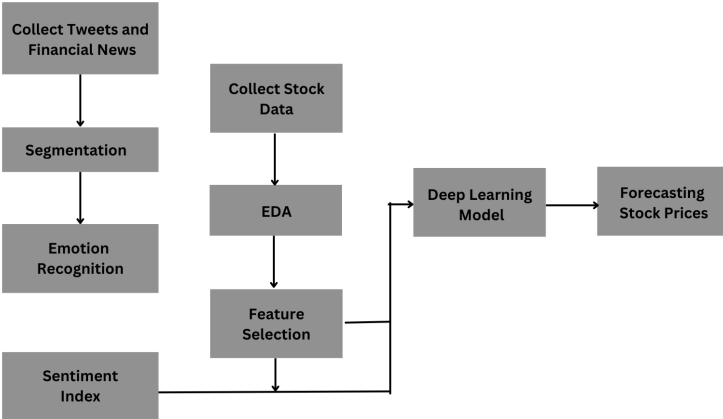 Collect Tweets and
Financial News
Segmentation
Emotion
Recognition
Sentiment
Index
Collect Stock
Data
EDA
Feature
Selection
Deep Learning
Model
Forecasting
Stock Prices